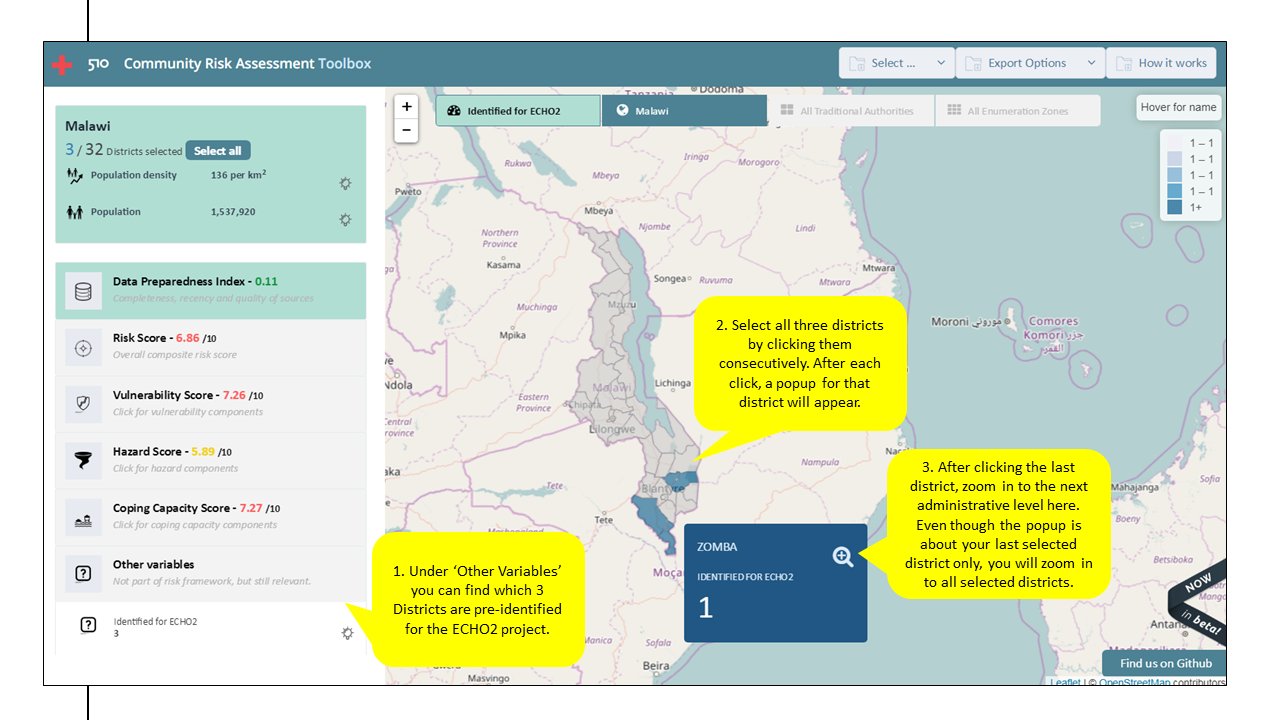 510 Community Risk Assessment Toolbox
Select ...
Export Options
How it works
Malawi
3 / 32 Districts selected Select all
Population density 136 per km²
Population 1,537,920
Data Preparedness Index - 0.11
Completeness, recency and quality of sources
Risk Score - 6.86 /10
Overall composite risk score
Vulnerability Score - 7.26 /10
Click for vulnerability components
Hazard Score - 5.89 /10
Click for hazard components
Coping Capacity Score - 7.27 /10
Click for coping capacity components
Other variables
Not part of risk framework, but still relevant.
Identified for ECHO2
3
+
−
Identified for ECHO2
Malawi
All Traditional Authorities
All Enumeration Zones
Hover for name
1 – 1
1 – 1
1 – 1
1 – 1
1+
Tanzania
Dodoma
Rukwa
Mbeya
Iringa
Morogoro
Pweto
Mbeya
Njombe
Lindi
Northern
Province
Kasama
Songea
Ruvuma
Mtwara
Mtwara
Muchinga
Mzuzu
Mpika
Moroni موروني
Comores
Komori جزر
القمر
Ndola
Malawi
Lichinga
Eastern
Province
Chipata
Lilongwe
Central
Nampula
Tete
Blantyre
Tete
Mahajanga
Sofia
Boeny
Betsiboka
Manica
Sofala
Beira
Masvingo
1. Under ‘Other Variables’
you can find which 3
Districts are pre-identified
for the ECHO2 project.
2. Select all three districts
by clicking them
consecutively. After each
click, a popup for that
district will appear.
3. After clicking the last
district, zoom in to the next
administrative level here.
Even though the popup is
about your last selected
district only, you will zoom in
to all selected districts.
ZOMBA
IDENTIFIED FOR ECHO2
1
NOW
in beta!
Find us on Github
Leaflet | © OpenStreetMap contributors